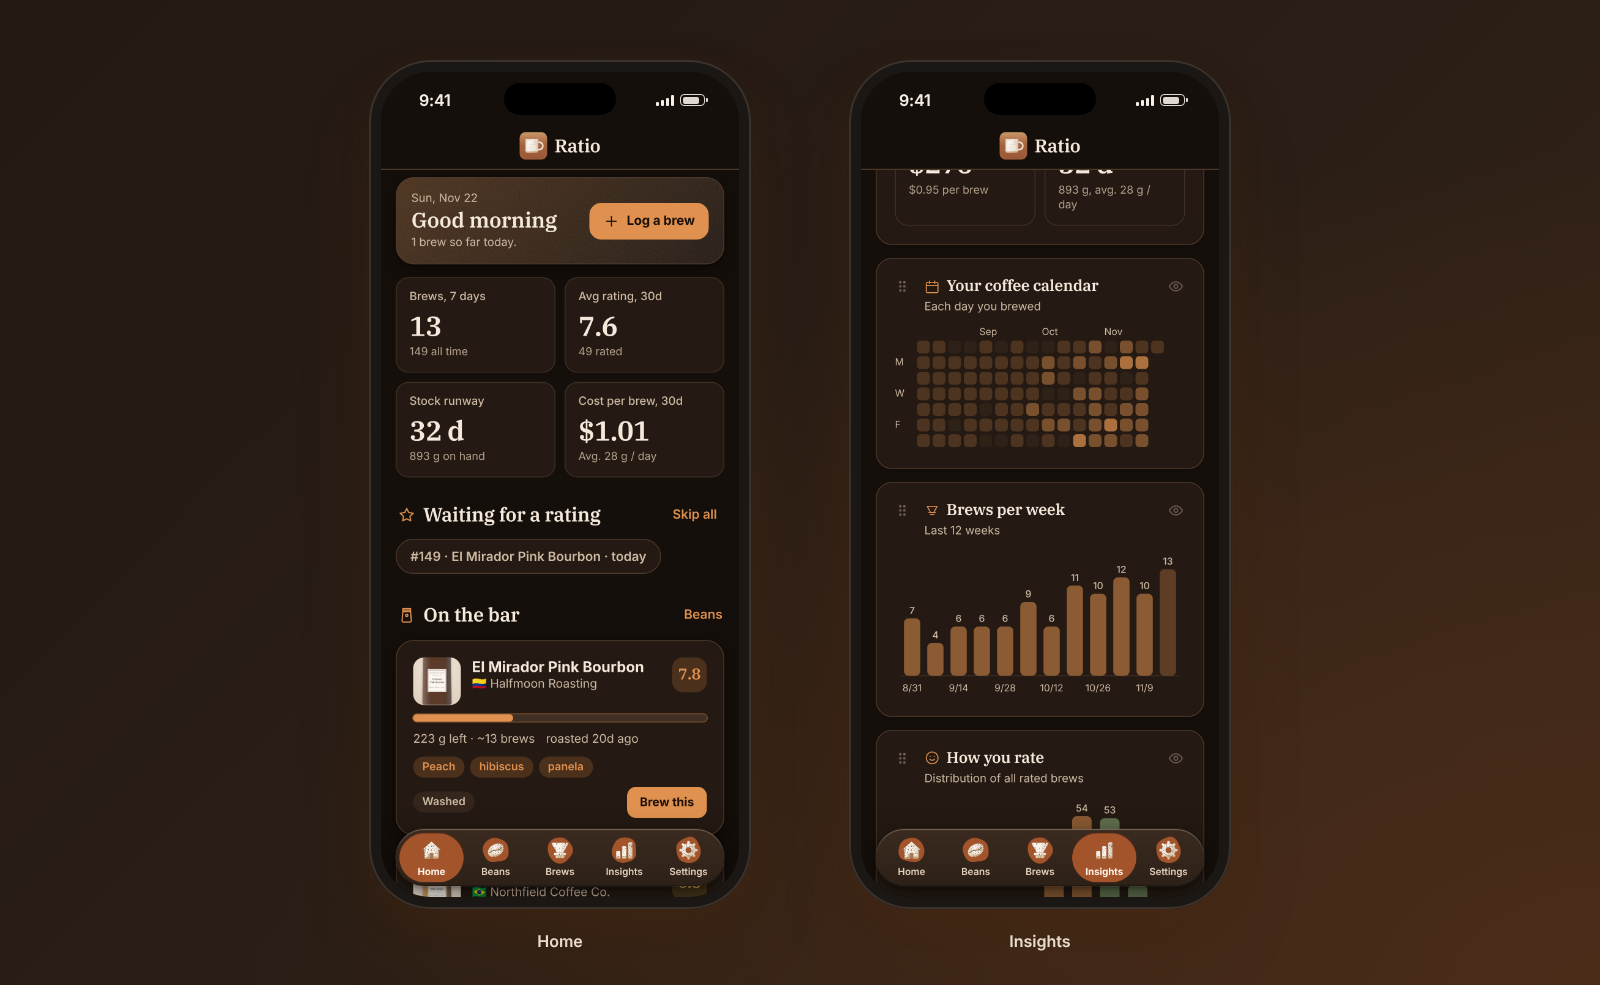 9:41
Ratio
Sun, Nov 22
Good morning
1 brew so far today.
+ Log a brew
Brews, 7 days
13
149 all time
Avg rating, 30d
7.6
49 rated
Stock runway
32 d
893 g on hand
Cost per brew, 30d
$1.01
Avg. 28 g / day
Waiting for a rating
Skip all
#149 · El Mirador Pink Bourbon · today
On the bar
Beans
El Mirador Pink Bourbon
7.8
Halfmoon Roasting
223 g left · ~13 brews roasted 20d ago
Peach
hibiscus
panela
Washed
Brew this
Home
Beans
Brews
Insights
Settings
Northfield Coffee Co.
Home
9:41
Ratio
$0.95 per brew
893 g, avg. 28 g /
day
Your coffee calendar
Each day you brewed
Sep
Oct
Nov
M
W
F
Brews per week
Last 12 weeks
7
4
6
6
6
9
6
11
10
12
10
13
8/31
9/14
9/28
10/12
10/26
11/9
How you rate
Distribution of all rated brews
54
53
Home
Beans
Brews
Insights
Settings
Insights